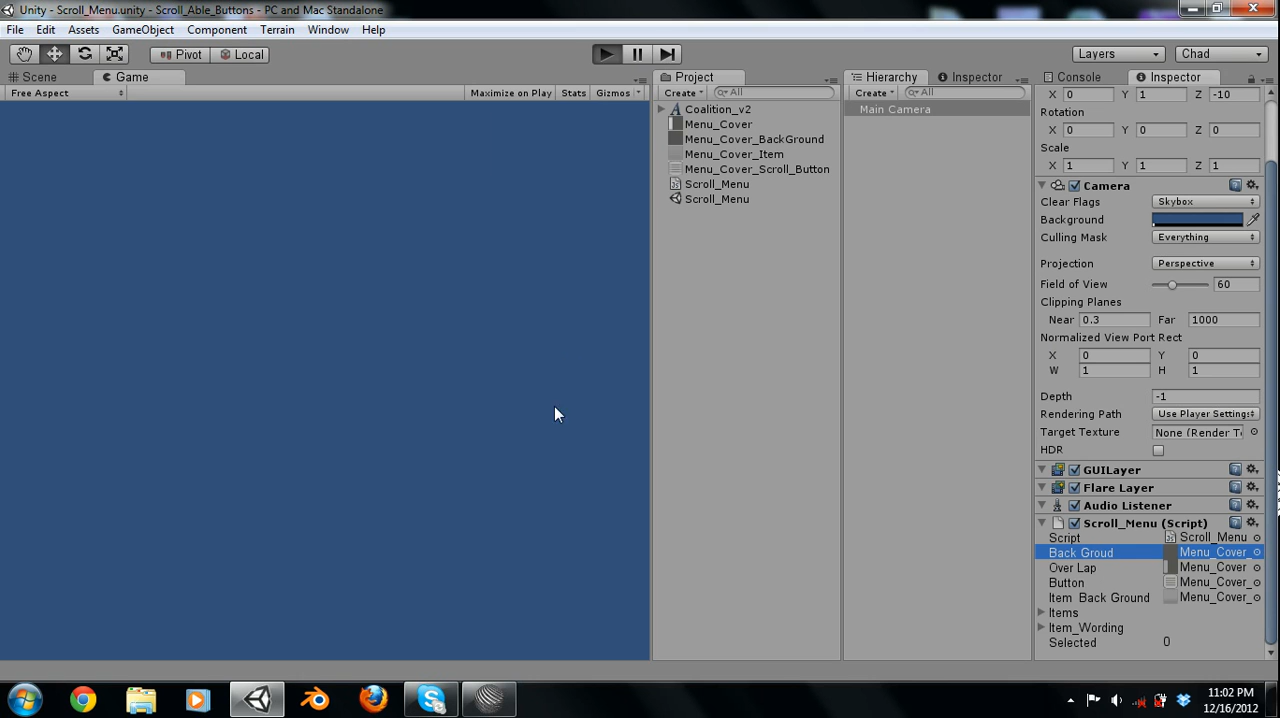 Unity - Scroll_Menu.unity - Scroll_Able_Buttons - PC and Mac Standalone
File Edit Assets GameObject Component Terrain Window Help
Pivot Local Layers Chad
Scene Game
Free Aspect Maximize on Play Stats Gizmos
Project
Create All
Coalition_v2
Menu_Cover
Menu_Cover_BackGround
Menu_Cover_Item
Menu_Cover_Scroll_Button
Scroll_Menu
Scroll_Menu
Hierarchy Inspector
Create All
Main Camera
Console Inspector
X 0 Y 1 Z -10
Rotation
X 0 Y 0 Z 0
Scale
X 1 Y 1 Z 1
Camera
Clear Flags Skybox
Background
Culling Mask Everything
Projection Perspective
Field of View 60
Clipping Planes
Near 0.3 Far 1000
Normalized View Port Rect
X 0 Y 0
W 1 H 1
Depth -1
Rendering Path Use Player Settings
Target Texture None (Render Te
HDR
GUILayer
Flare Layer
Audio Listener
Scroll_Menu (Script)
Script Scroll_Menu
Back Groud Menu_Cover_
Over Lap Menu_Cover
Button Menu_Cover_
Item Back Ground Menu_Cover_
Items
Item_Wording
Selected 0
11:02 PM
12/16/2012